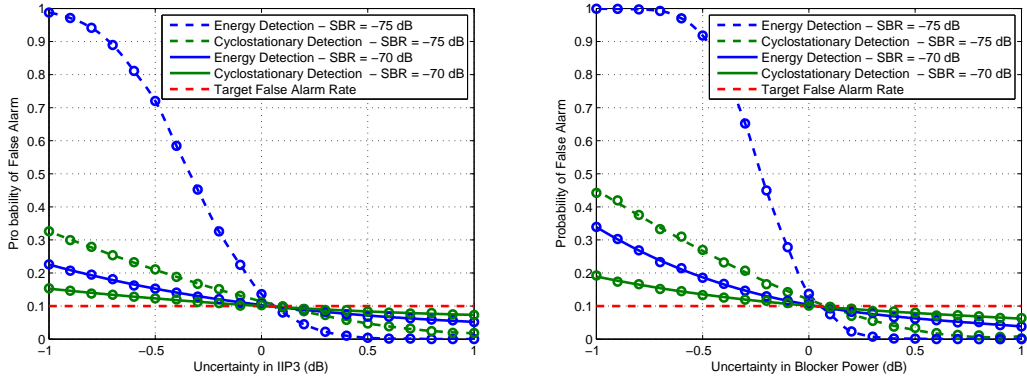 1
0.9
0.8
0.7
0.6
0.5
0.4
0.3
0.2
0.1
0
Probability of False Alarm
Energy Detection – SBR = −75 dB
Cyclostationary Detection – SBR = −75 dB
Energy Detection – SBR = −70 dB
Cyclostationary Detection – SBR = −70 dB
Target False Alarm Rate
−1 −0.5 0 0.5 1
Uncertainty in IIP3 (dB)
1
0.9
0.8
0.7
0.6
0.5
0.4
0.3
0.2
0.1
0
Probability of False Alarm
Energy Detection – SBR = −75 dB
Cyclostationary Detection – SBR = −75 dB
Energy Detection – SBR = −70 dB
Cyclostationary Detection – SBR = −70 dB
Target False Alarm Rate
−1 −0.5 0 0.5 1
Uncertainty in Blocker Power (dB)